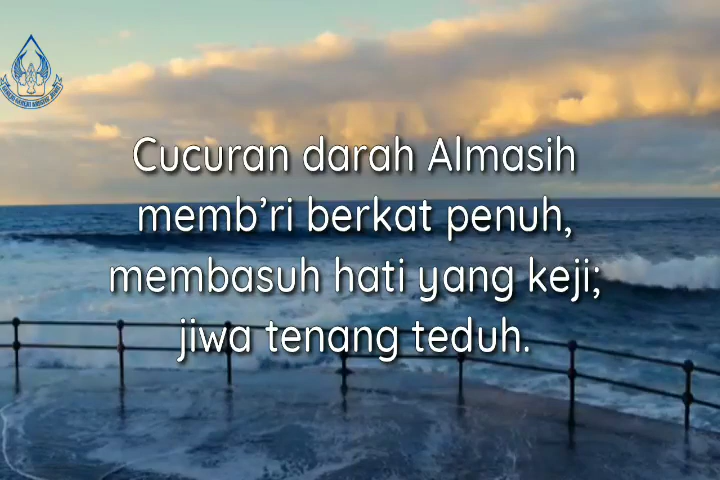 Cucuran darah Almasih
memb'ri berkat penuh,
membasuh hati yang keji;
jiwa tenang teduh.